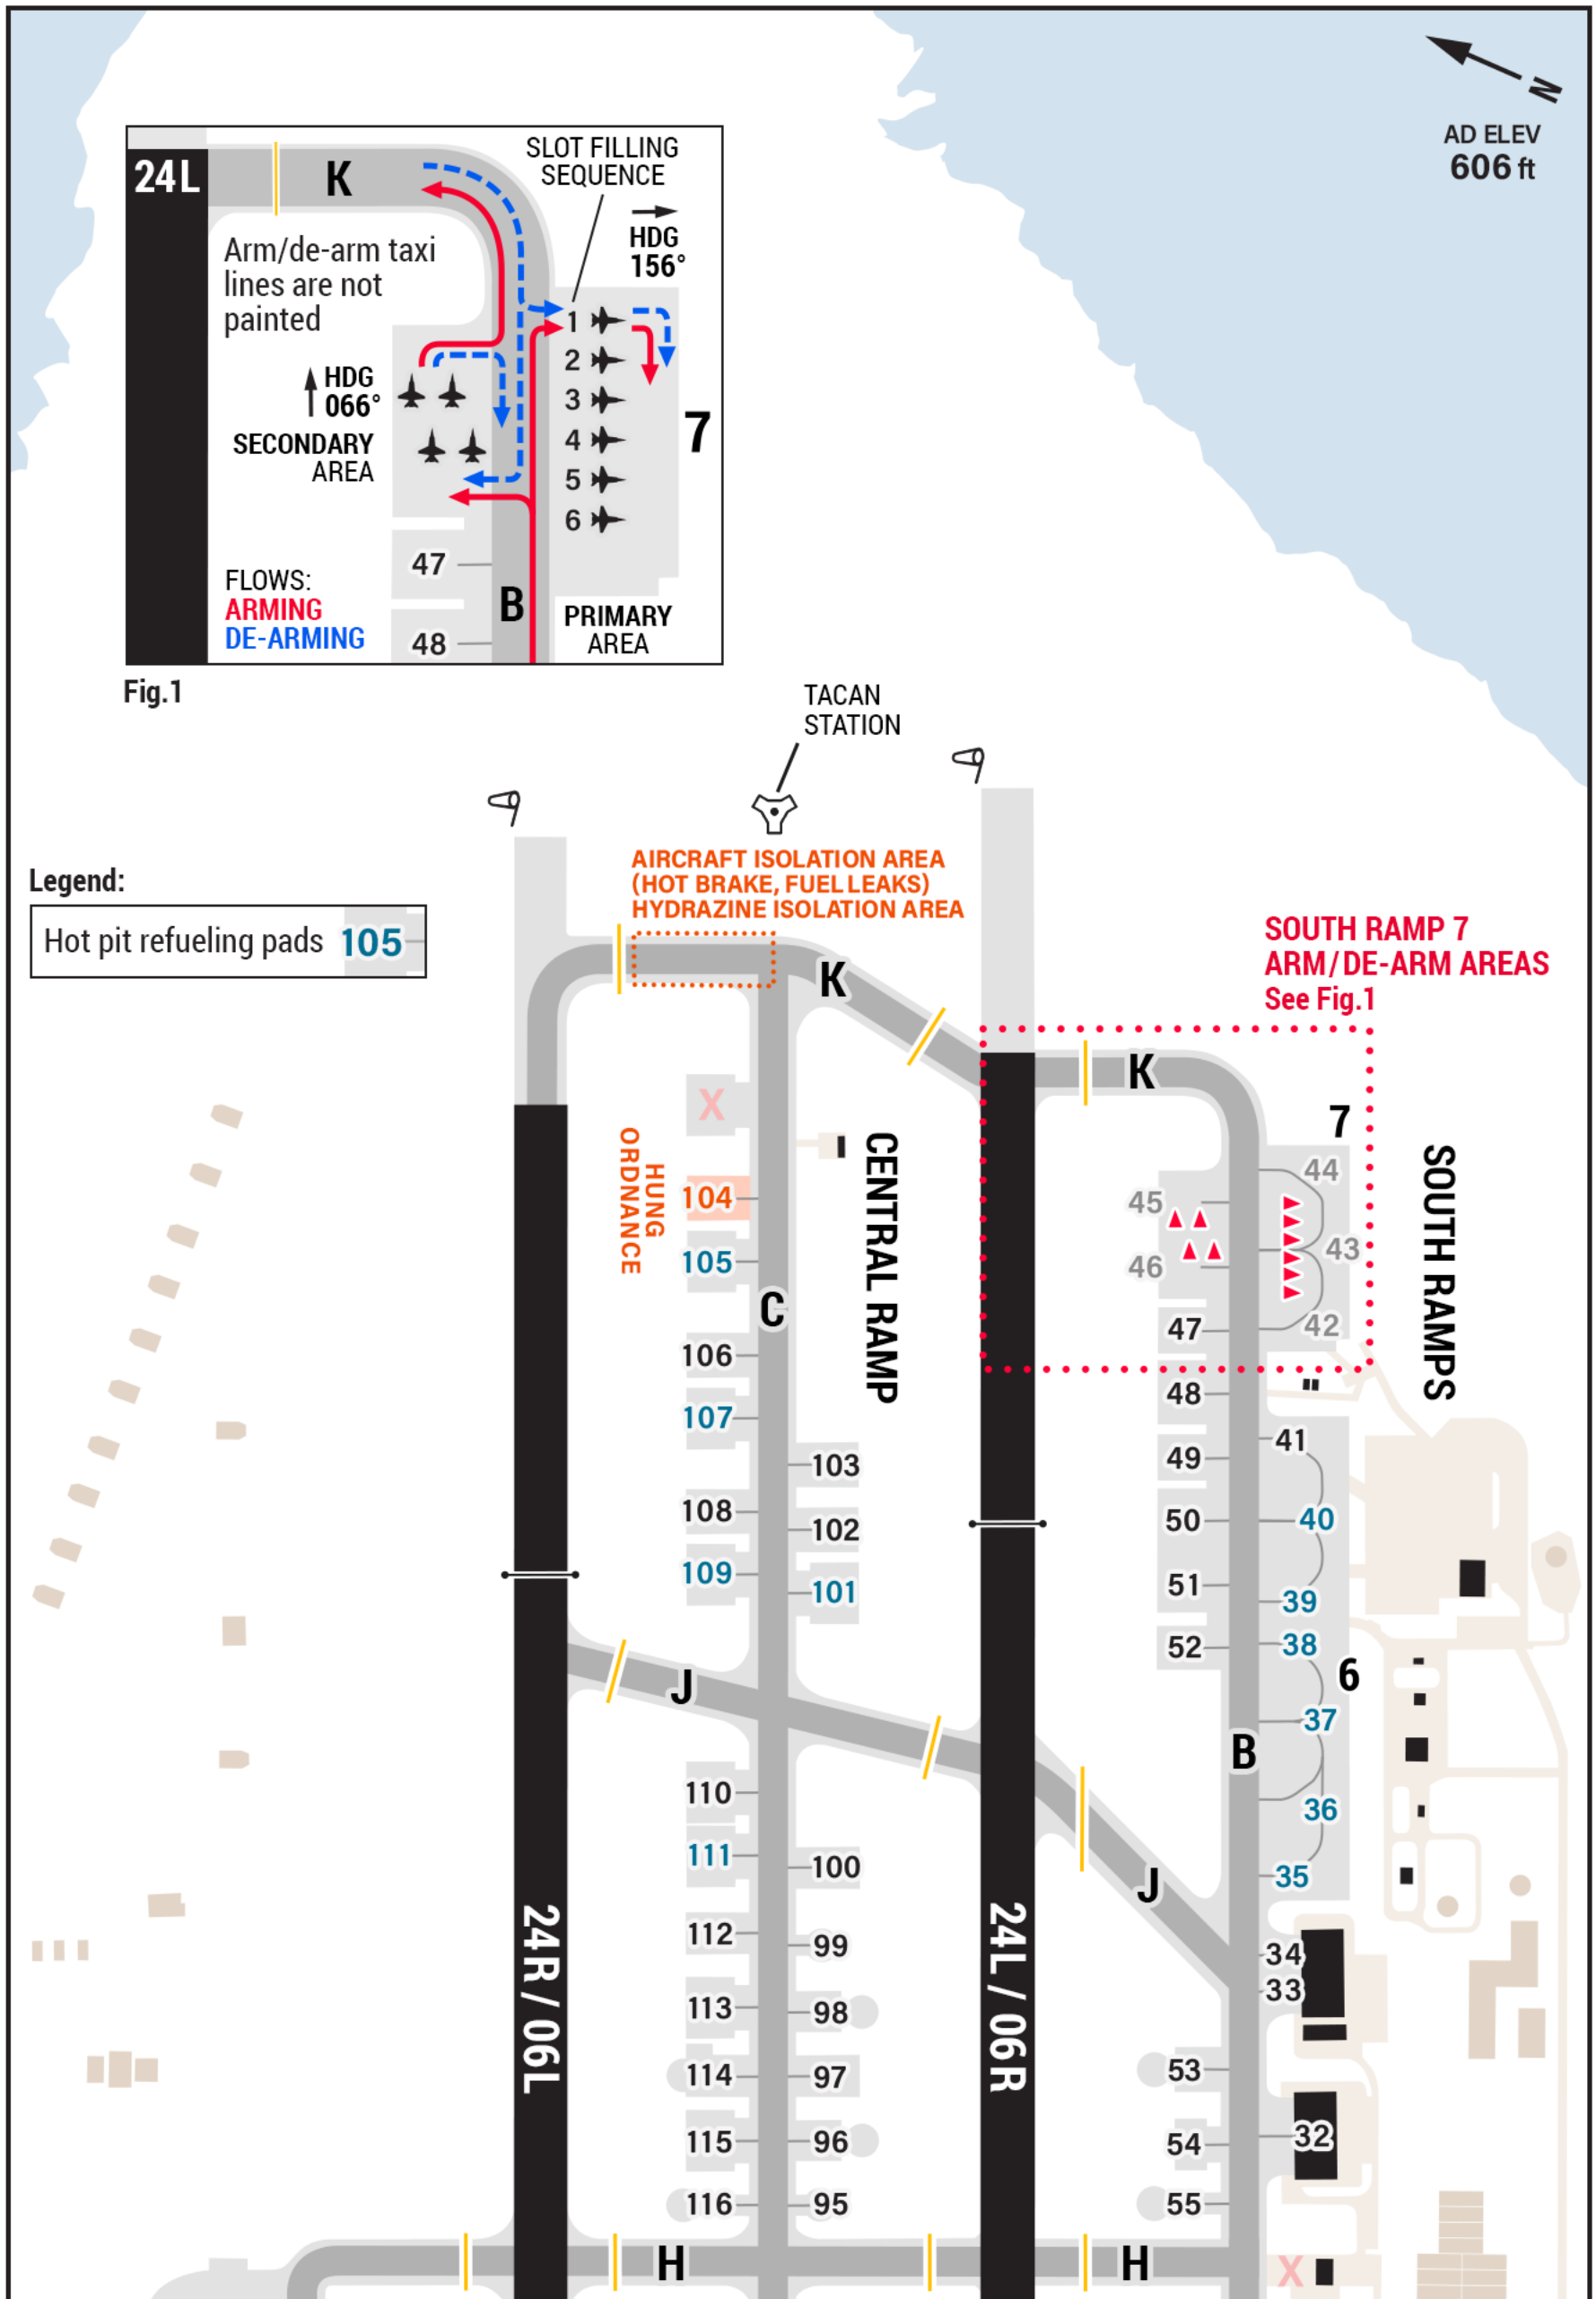 N
AD ELEV
606 ft
24L
K
SLOT FILLING
SEQUENCE
HDG
156°
Arm/de-arm taxi
lines are not
painted
1
2
3
4
5
6
7
HDG
066°
SECONDARY
AREA
47
48
B
FLOWS:
ARMING
DE-ARMING
PRIMARY
AREA
Fig.1
TACAN
STATION
Legend:
Hot pit refueling pads 105
AIRCRAFT ISOLATION AREA
(HOT BRAKE, FUEL LEAKS)
HYDRAZINE ISOLATION AREA
SOUTH RAMP 7
ARM/DE-ARM AREAS
See Fig.1
K
K
X
7
HUNG
ORDNANCE
CENTRAL RAMP
SOUTH RAMPS
104
105
C
106
107
103
108
102
109
101
45
46
47
48
49
50
51
52
44
43
42
41
40
39
38
6
37
36
35
B
J
J
110
111
100
112
99
113
98
114
97
115
96
116
95
24R / 06L
24L / 06R
34
33
53
32
54
55
H
H
X